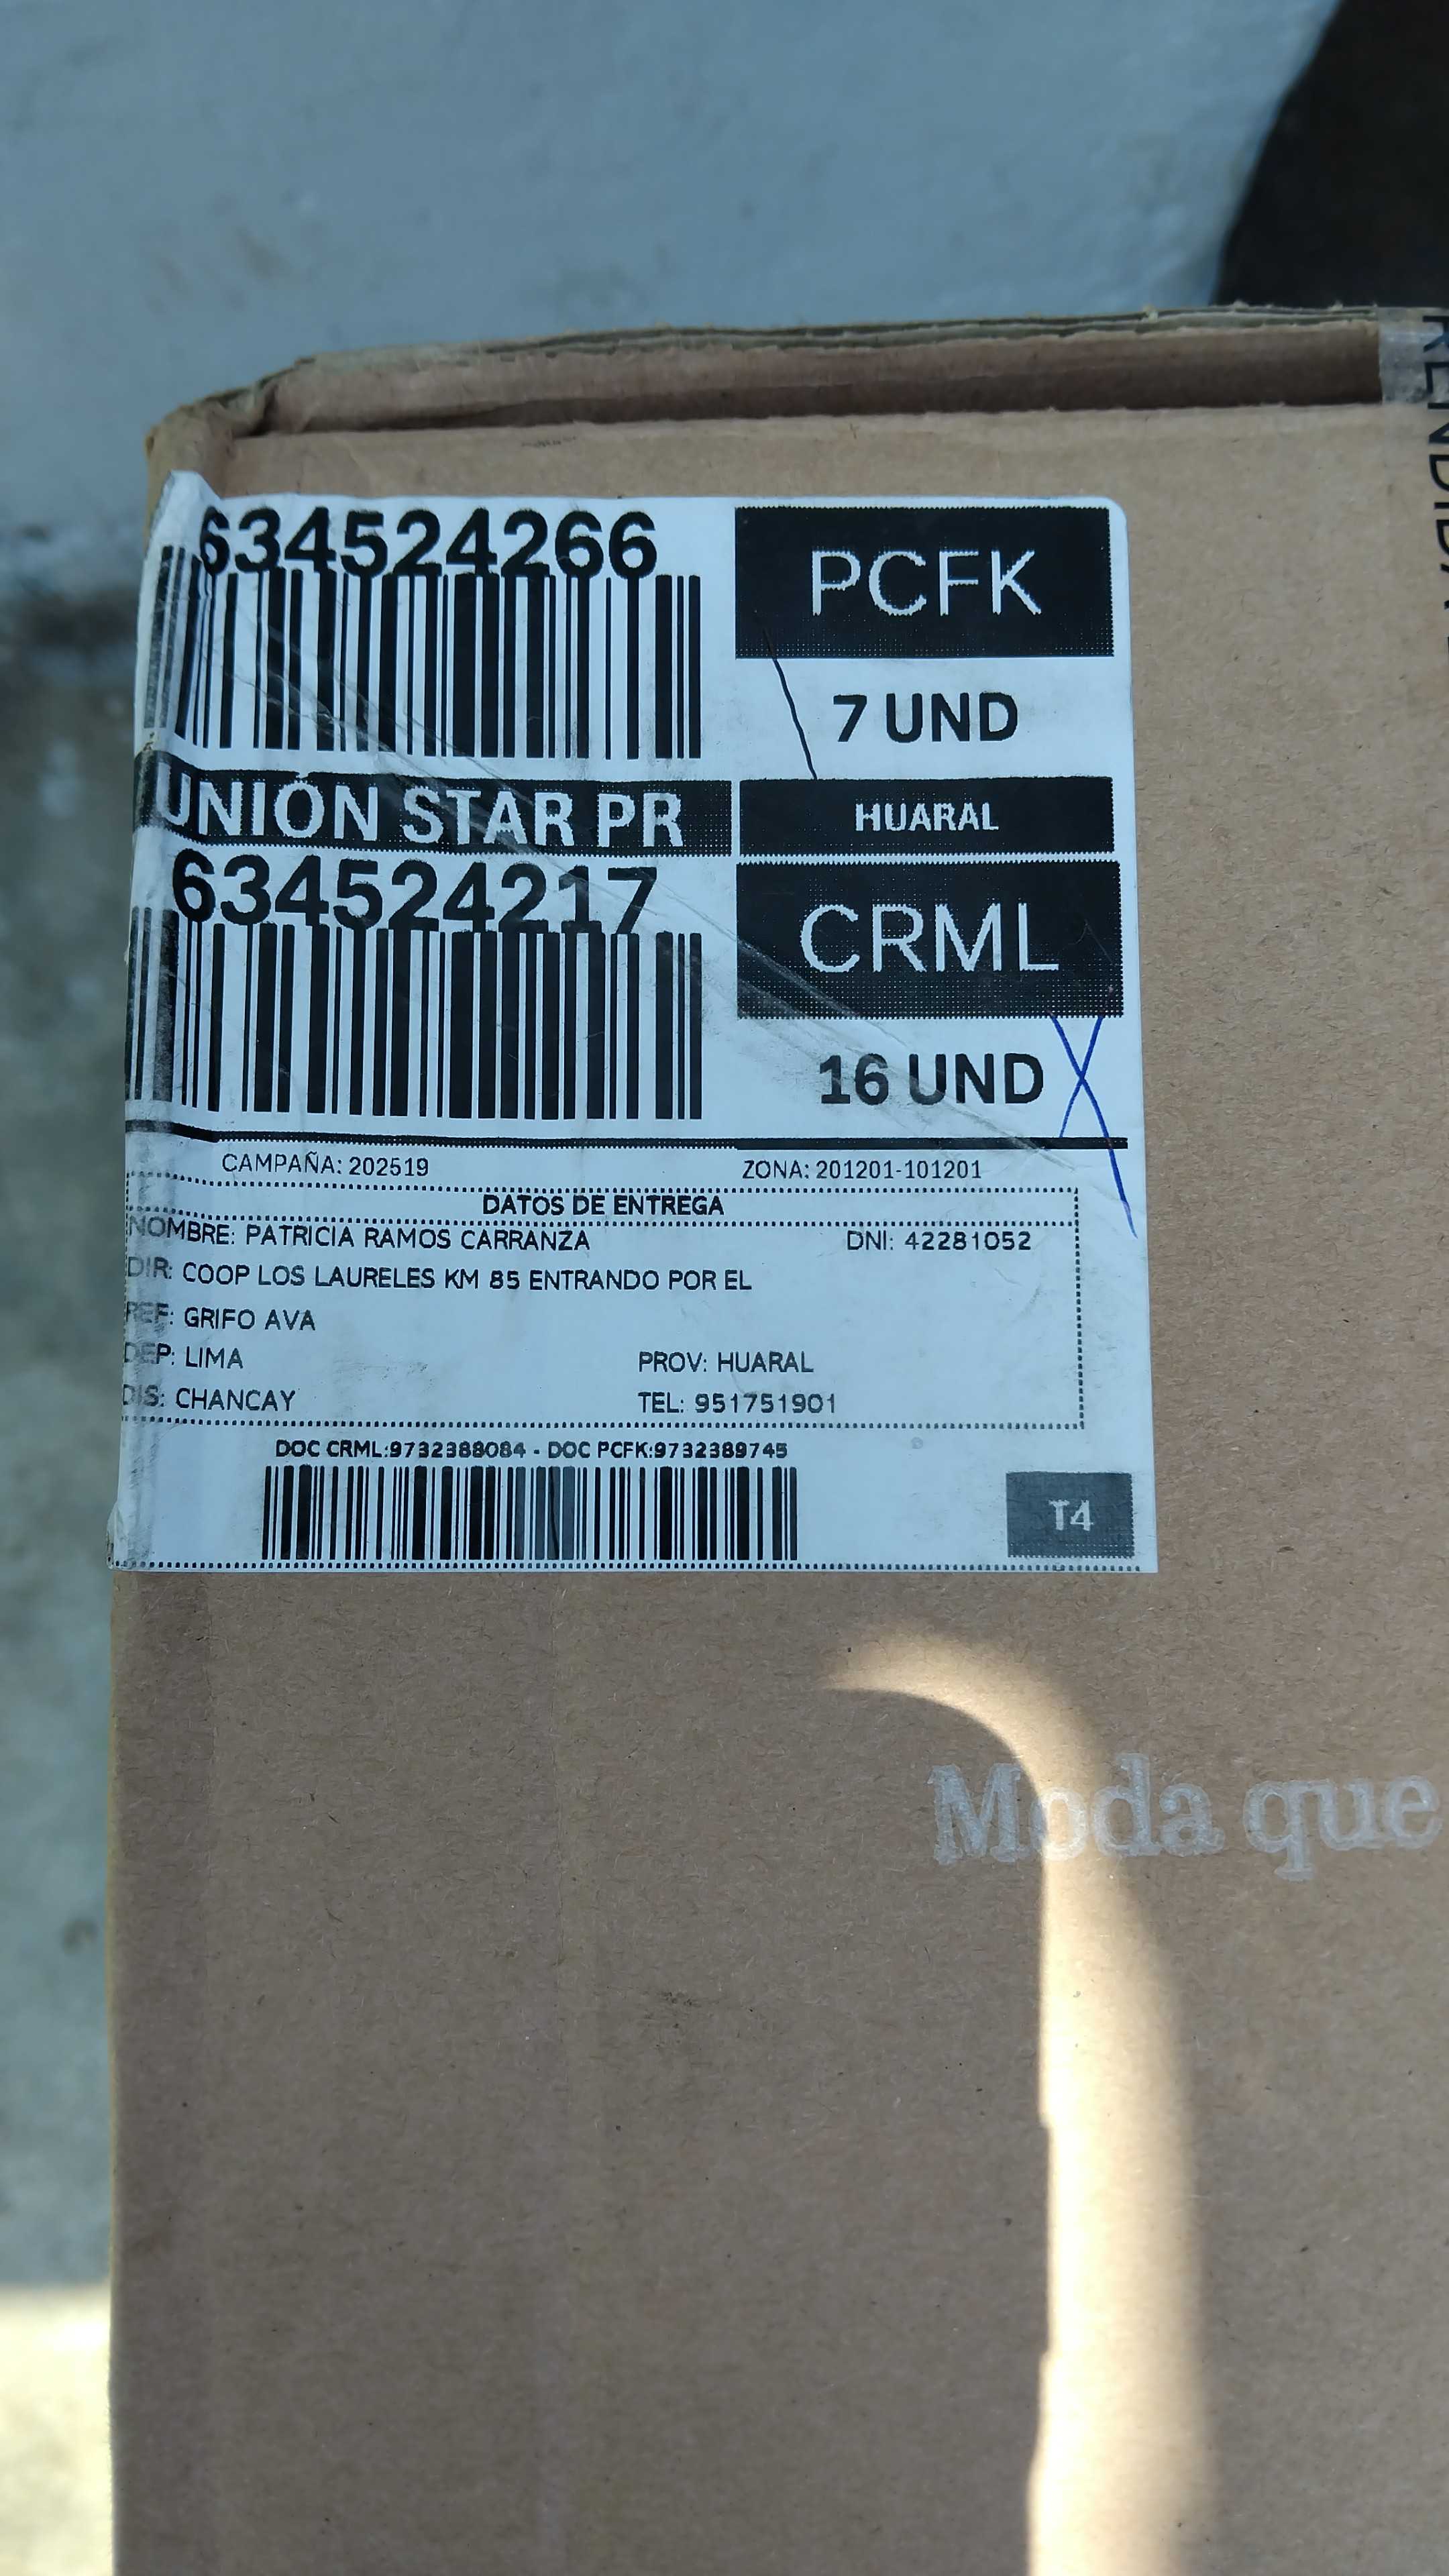 634524266
PCFK
7 UND
UNION STAR PR
HUARAL
634524217
CRML
16 UND
CAMPAÑA: 202519
ZONA: 201201-101201
DATOS DE ENTREGA
NOMBRE: PATRICIA RAMOS CARRANZA DNI: 42281052
DIR: COOP LOS LAURELES KM 85 ENTRANDO POR EL
REF: GRIFO AVA
DEP: LIMA PROV: HUARAL
DIS: CHANCAY TEL: 951751901
DOC CRML:9732388084 - DOC PCFK:9732389745
T4
Moda que